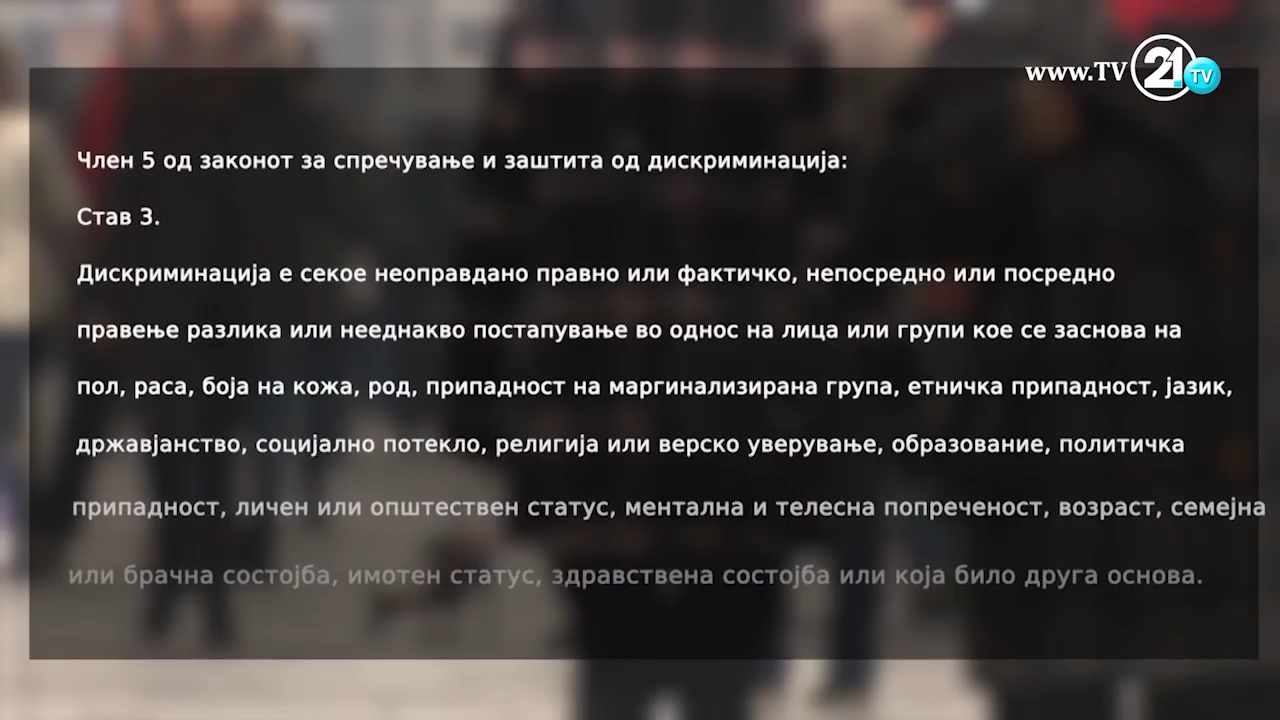 www.TV 21 TV
Член 5 од законот за спречување и заштита од дискриминација:
Став 3.
Дискриминација е секое неоправдано правно или фактичко, непосредно или посредно
правење разлика или нееднакво постапување во однос на лица или групи кое се заснова на
пол, раса, боја на кожа, род, припадност на маргинализирана група, етничка припадност, јазик,
државјанство, социјално потекло, религија или верско уверување, образование, политичка
припадност, личен или општествен статус, ментална и телесна попреченост, возраст, семејна
или брачна состојба, имотен статус, здравствена состојба или која било друга основа.